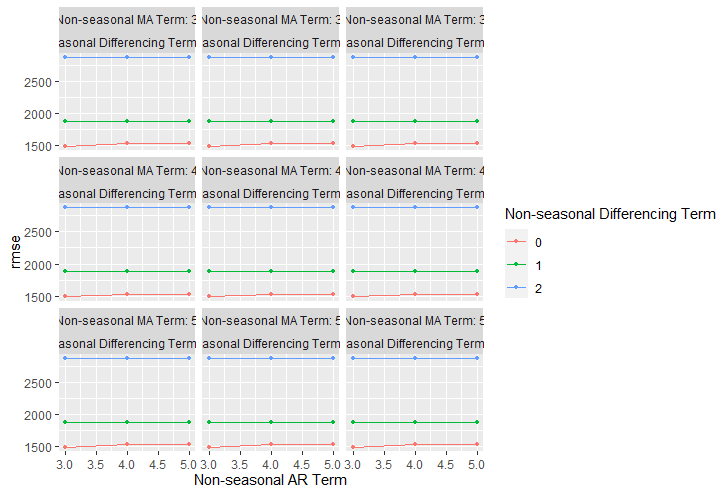 Non-seasonal MA Term: 3 Non-seasonal MA Term: 3 Non-seasonal MA Term: 3
asonal Differencing Term asonal Differencing Term asonal Differencing Term
2500
2000
1500
Non-seasonal MA Term: 4 Non-seasonal MA Term: 4 Non-seasonal MA Term: 4
asonal Differencing Term asonal Differencing Term asonal Differencing Term
2500
2000
1500
Non-seasonal MA Term: 5 Non-seasonal MA Term: 5 Non-seasonal MA Term: 5
asonal Differencing Term asonal Differencing Term asonal Differencing Term
2500
2000
1500
3.0 3.5 4.0 4.5 5.0 3.0 3.5 4.0 4.5 5.0 3.0 3.5 4.0 4.5 5.0
Non-seasonal AR Term
rmse
Non-seasonal Differencing Term
0
1
2